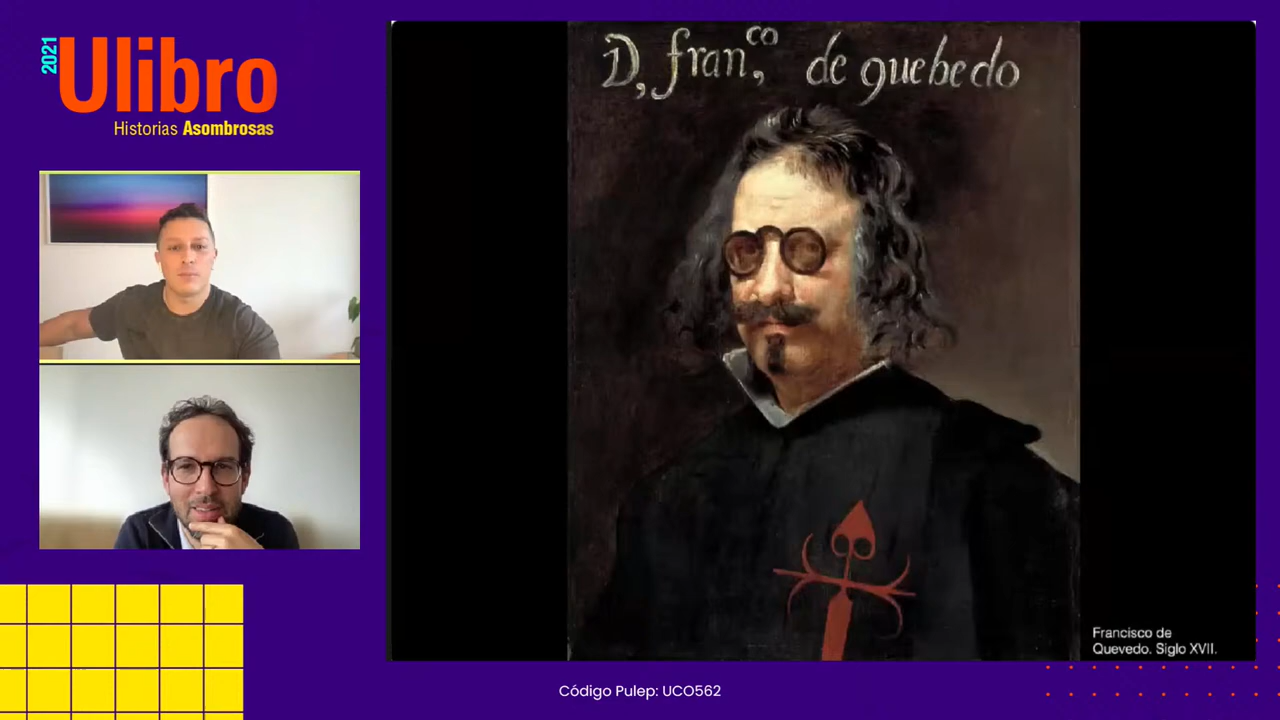 2021
Ulibro
Historias Asombrosas
D, fran,co de quebedo
Francisco de
Quevedo. Siglo XVII.
Código Pulep: UCO562